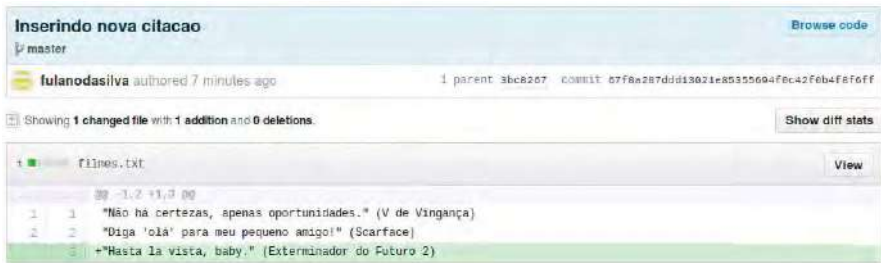 Inserindo nova citacao
Browse code
master
fulanodasilva authored 7 minutes ago
1 parent 3bc8267 commit
Showing 1 changed file with 1 addition and 0 deletions.
Show diff stats
1 filmes.txt
View
@@ -1,2 +1,3 @@
1 1 "Não há certezas, apenas oportunidades." (V de Vingança)
2 2 "Diga 'olá' para meu pequeno amigo!" (Scarface)
3 +"Hasta la vista, baby." (Exterminador do Futuro 2)